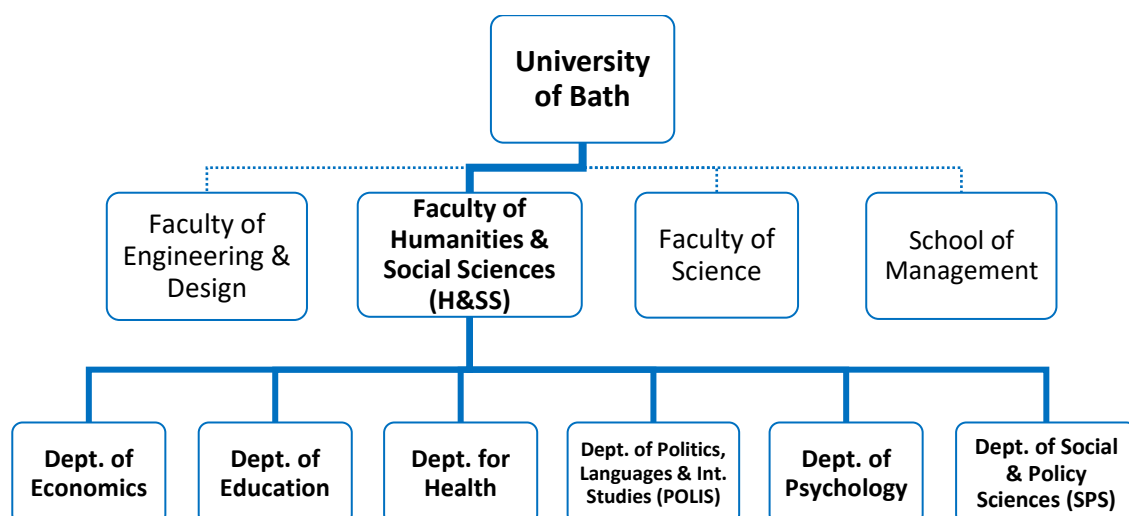 University
of Bath
Faculty of
Engineering &
Design
Faculty of
Humanities &
Social Sciences
(H&SS)
Faculty of
Science
School of
Management
Dept. of
Economics
Dept. of
Education
Dept. for
Health
Dept. of Politics,
Languages & Int.
Studies (POLIS)
Dept. of
Psychology
Dept. of Social
& Policy
Sciences (SPS)